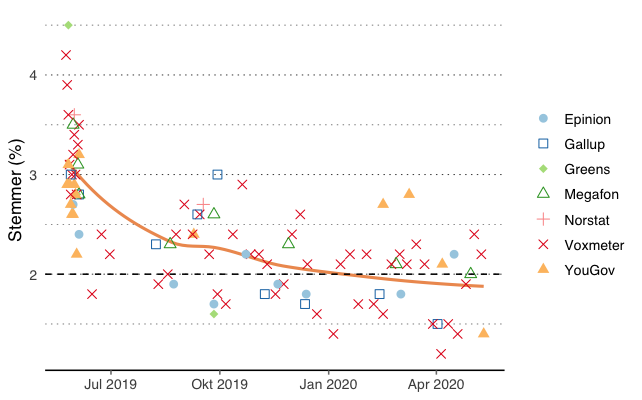 Stemmer (%)
4
3
2
Jul 2019
Okt 2019
Jan 2020
Apr 2020
Epinion
Gallup
Greens
Megafon
Norstat
Voxmeter
YouGov